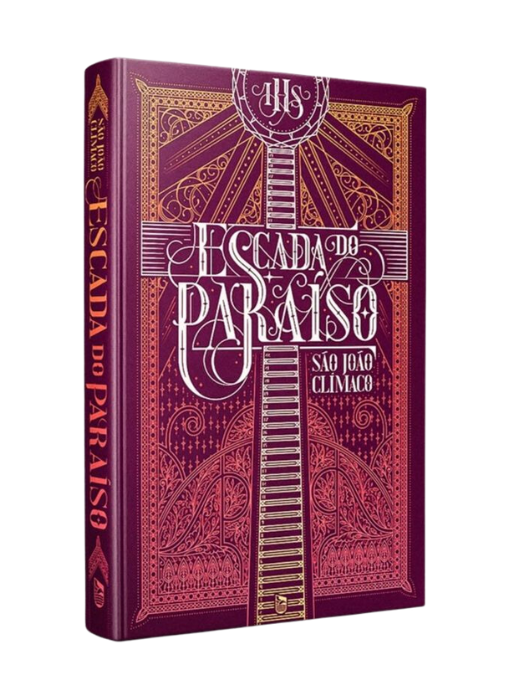 IHS
ESCADA DO
PARAÍSO
SÃO JOÃO
CLÍMACO
SÃO JOÃO
CLÍMACO
ESCADA DO PARAÍSO